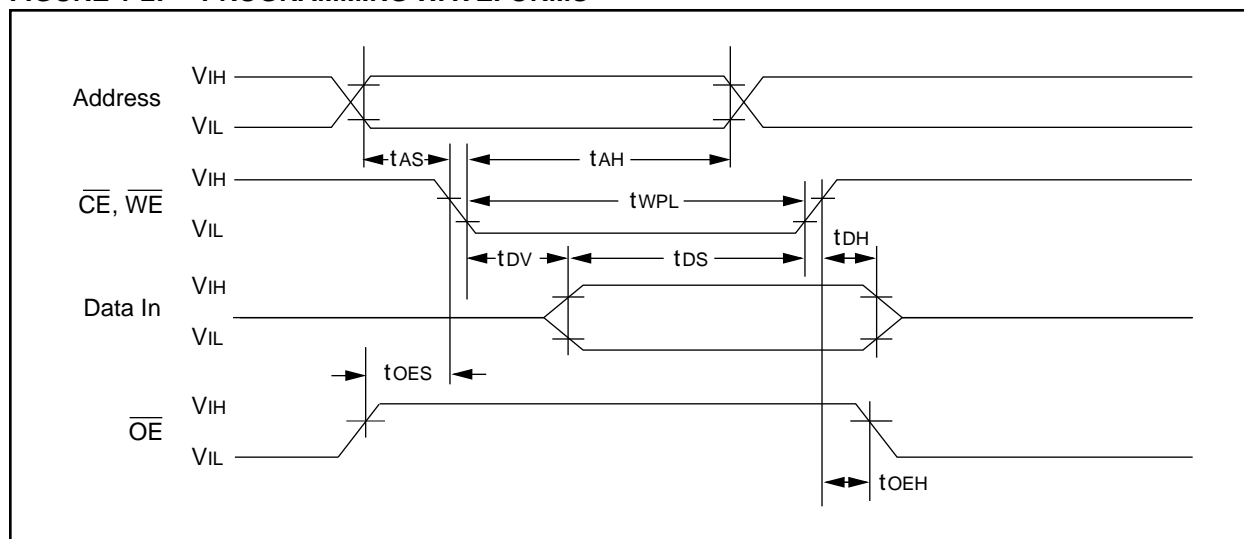 Address
VIH
VIL
tAS
tAH
CE, WE
VIH
VIL
tWPL
tDV
tDS
tDH
Data In
VIH
VIL
tOES
OE
VIH
VIL
tOEH